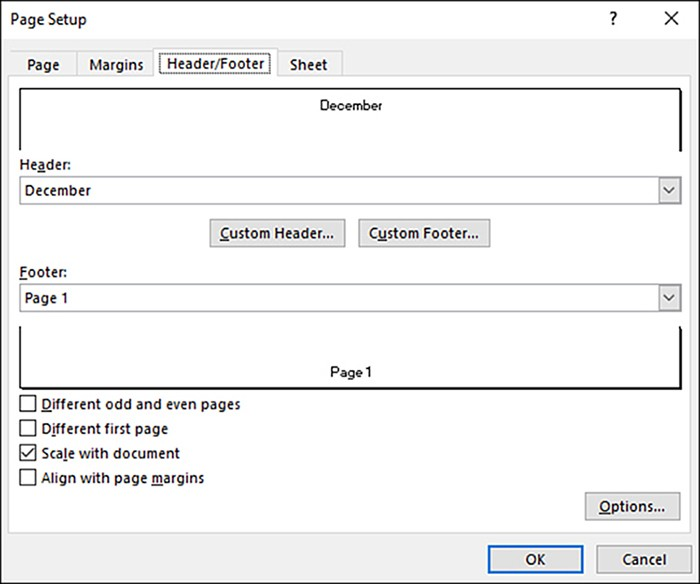 Page Setup ?
Page Margins Header/Footer Sheet
December
Header:
December
Custom Header... Custom Footer...
Footer:
Page 1
Page 1
Different odd and even pages
Different first page
Scale with document
Align with page margins
Options...
OK Cancel